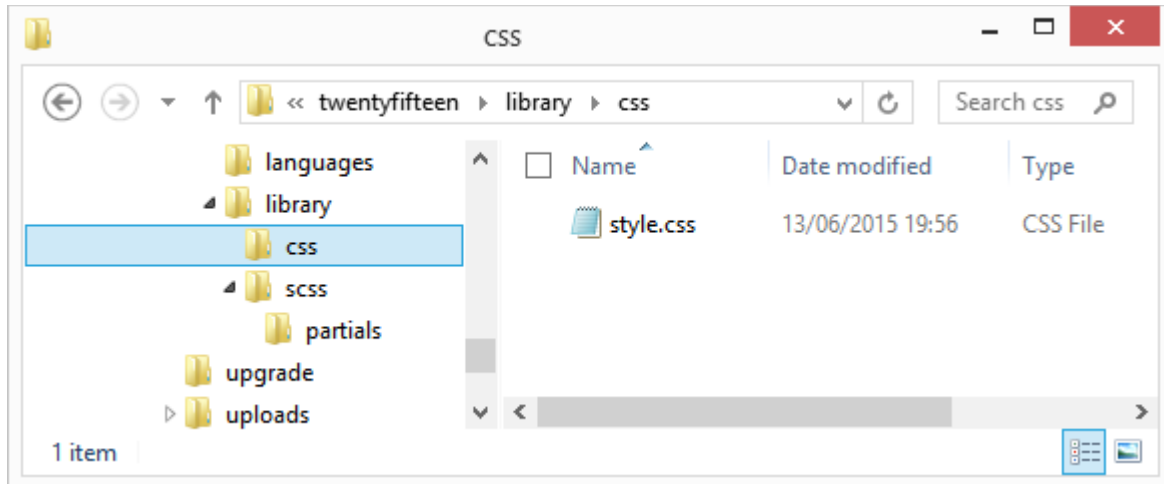 css
« twentyfifteen library css
Search css
languages
library
css
scss
partials
upgrade
uploads
Name Date modified Type
style.css 13/06/2015 19:56 CSS File
1 item